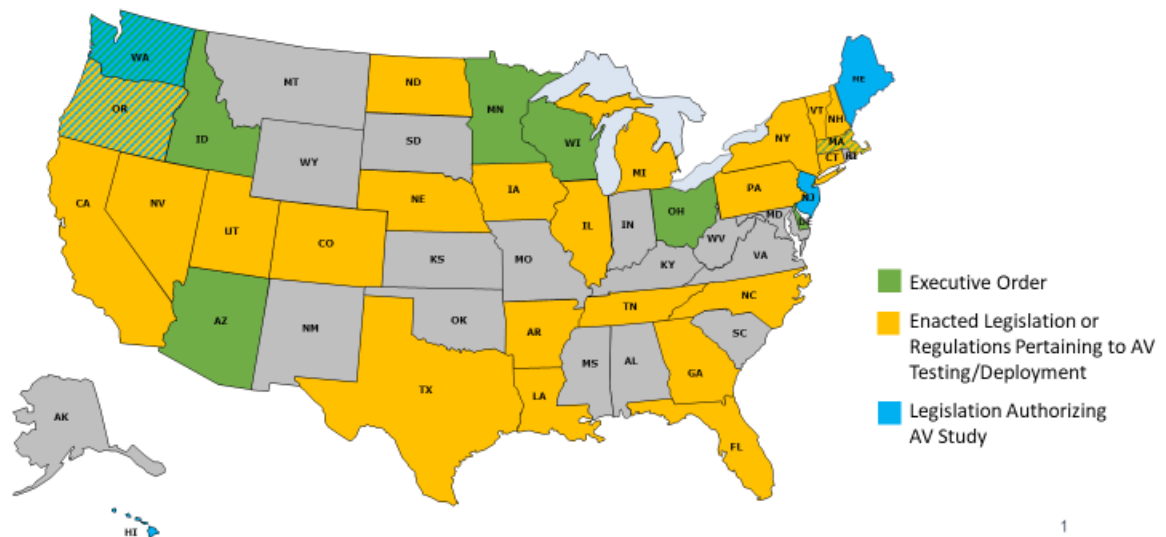 WA
MT
ND
MN
ME
OR
ID
SD
WI
VT
NH
NY
MA
WY
MI
CT
RI
IA
PA
NE
NJ
CA
NV
IL
IN
OH
MD
DE
UT
CO
WV
KS
MO
KY
VA
Executive Order
NC
TN
Enacted Legislation or
Regulations Pertaining to AV
Testing/Deployment
AZ
NM
OK
AR
SC
MS
AL
GA
TX
LA
Legislation Authorizing
AV Study
AK
FL
HI
1